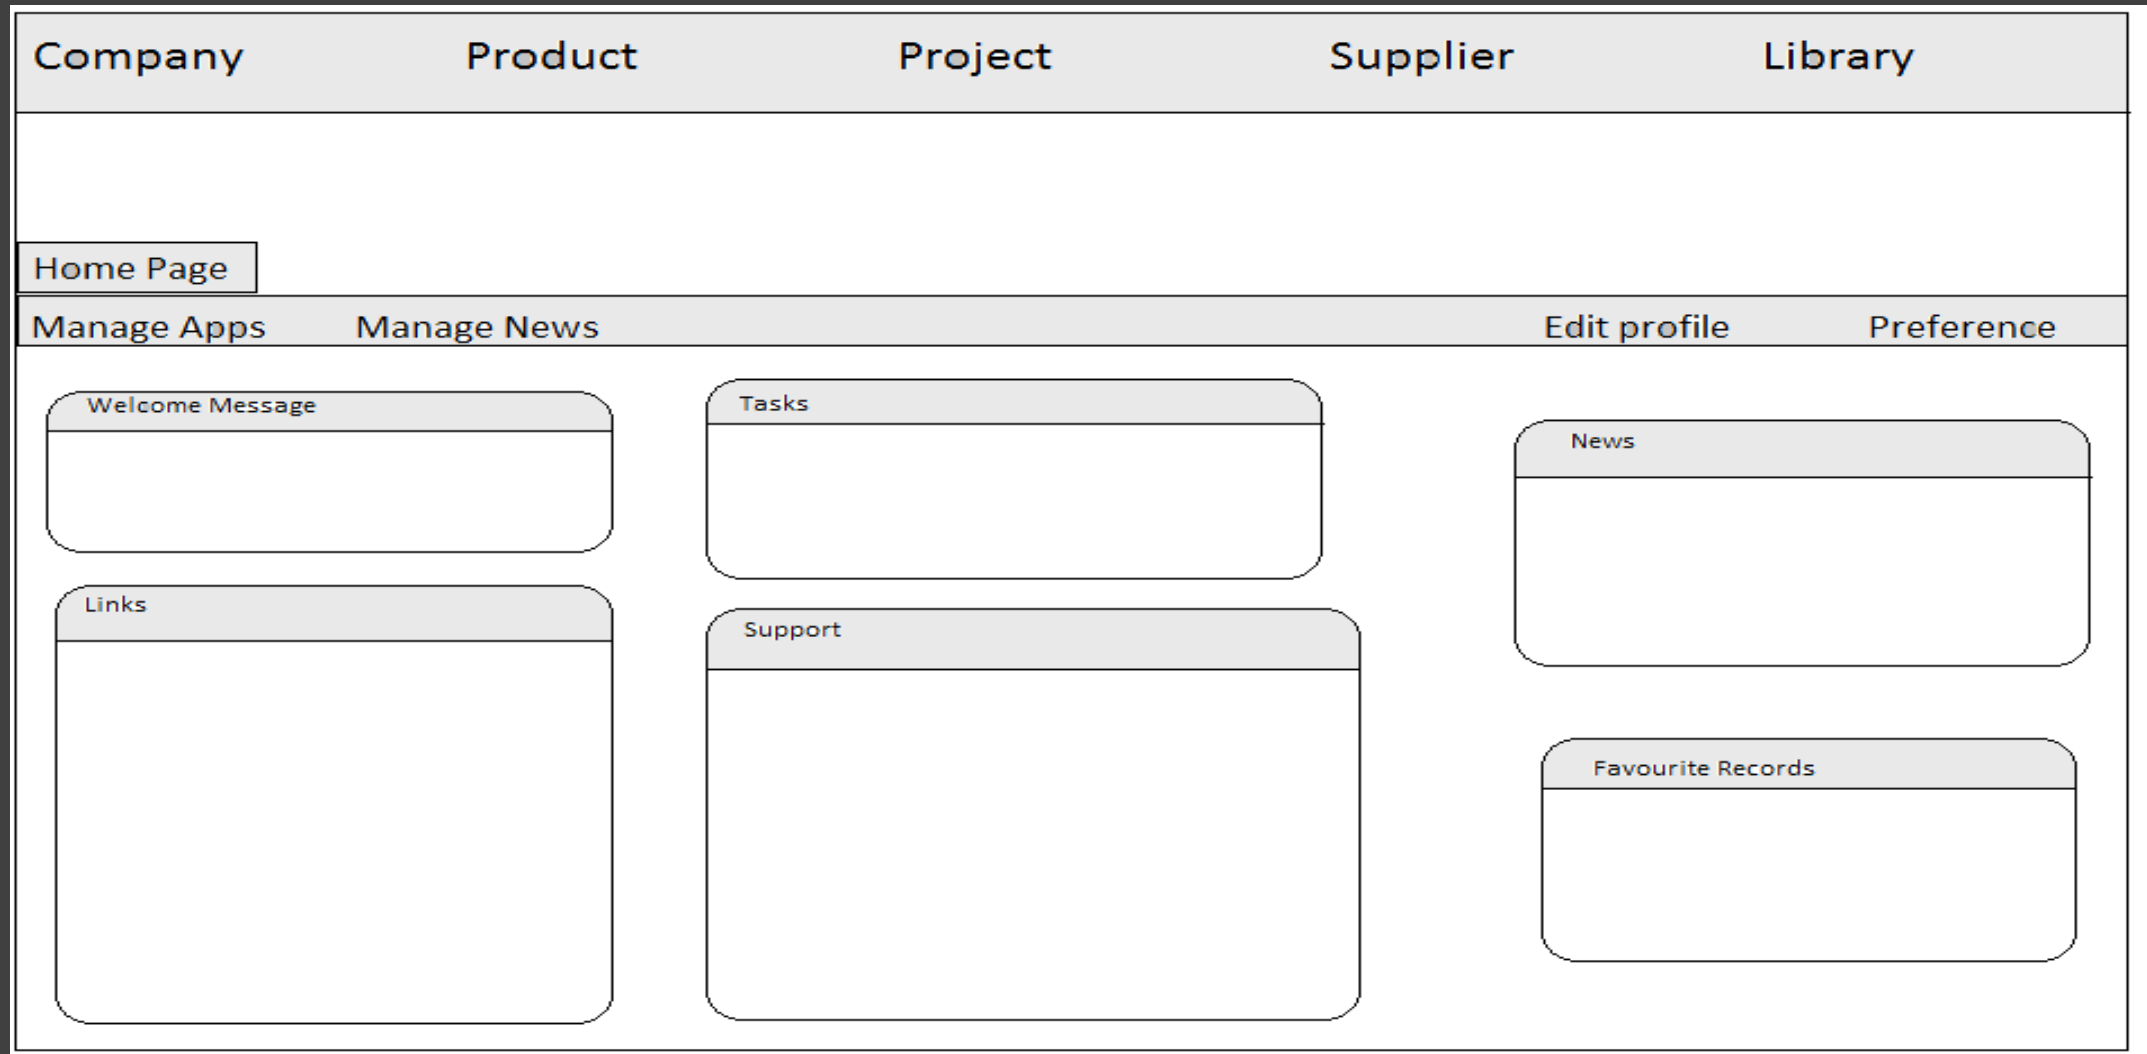 Company Product Project Supplier Library
Home Page
Manage Apps Manage News Edit profile Preference
Welcome Message
Tasks
News
Links
Support
Favourite Records